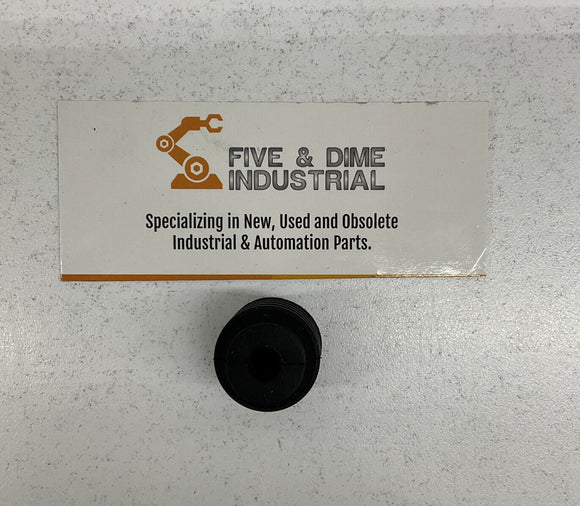 FIVE & DIME
INDUSTRIAL
Specializing in New, Used and Obsolete
Industrial & Automation Parts.